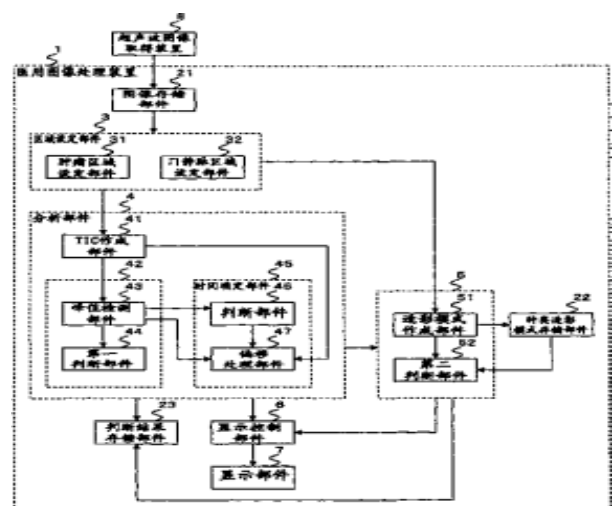 8
超声波图像
取得装置
1
医用图像处理装置
21
图像存储
部件
3
区域设定部件
31
肿瘤区域
设定部件
32
门静脉区域
设定部件
4
分析部件
41
TIC作成
部件
42
43
峰值检测
部件
44
第一
判断部件
45
时间确定部件
46
判断部件
47
偏移
处理部件
5
51
造影模式
作成部件
22
种类造影
模式存储部件
52
第二
判断部件
23
判断结果
存储部件
6
显示控制
部件
7
显示部件